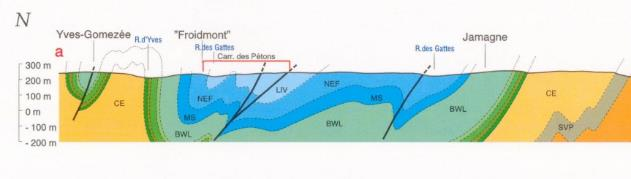 N
Yves-Gomezée
R.d'Yves
"Froidmont"
R.des Gattes
Carr. des Pétons
R.des Gattes
Jamagne
a
300 m
200 m
100 m
0 m
- 100 m
- 200 m
CE
NEF
LIV
NEF
MS
MS
BWL
BWL
BWL
CE
SVP